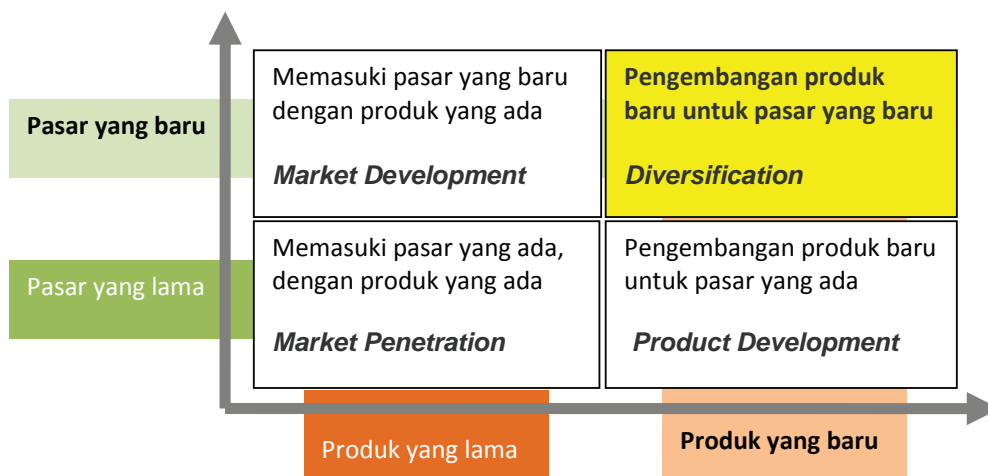 Pasar yang baru
Memasuki pasar yang baru
dengan produk yang ada
Market Development
Pengembangan produk
baru untuk pasar yang baru
Diversification
Pasar yang lama
Memasuki pasar yang ada,
dengan produk yang ada
Market Penetration
Pengembangan produk baru
untuk pasar yang ada
Product Development
Produk yang lama
Produk yang baru